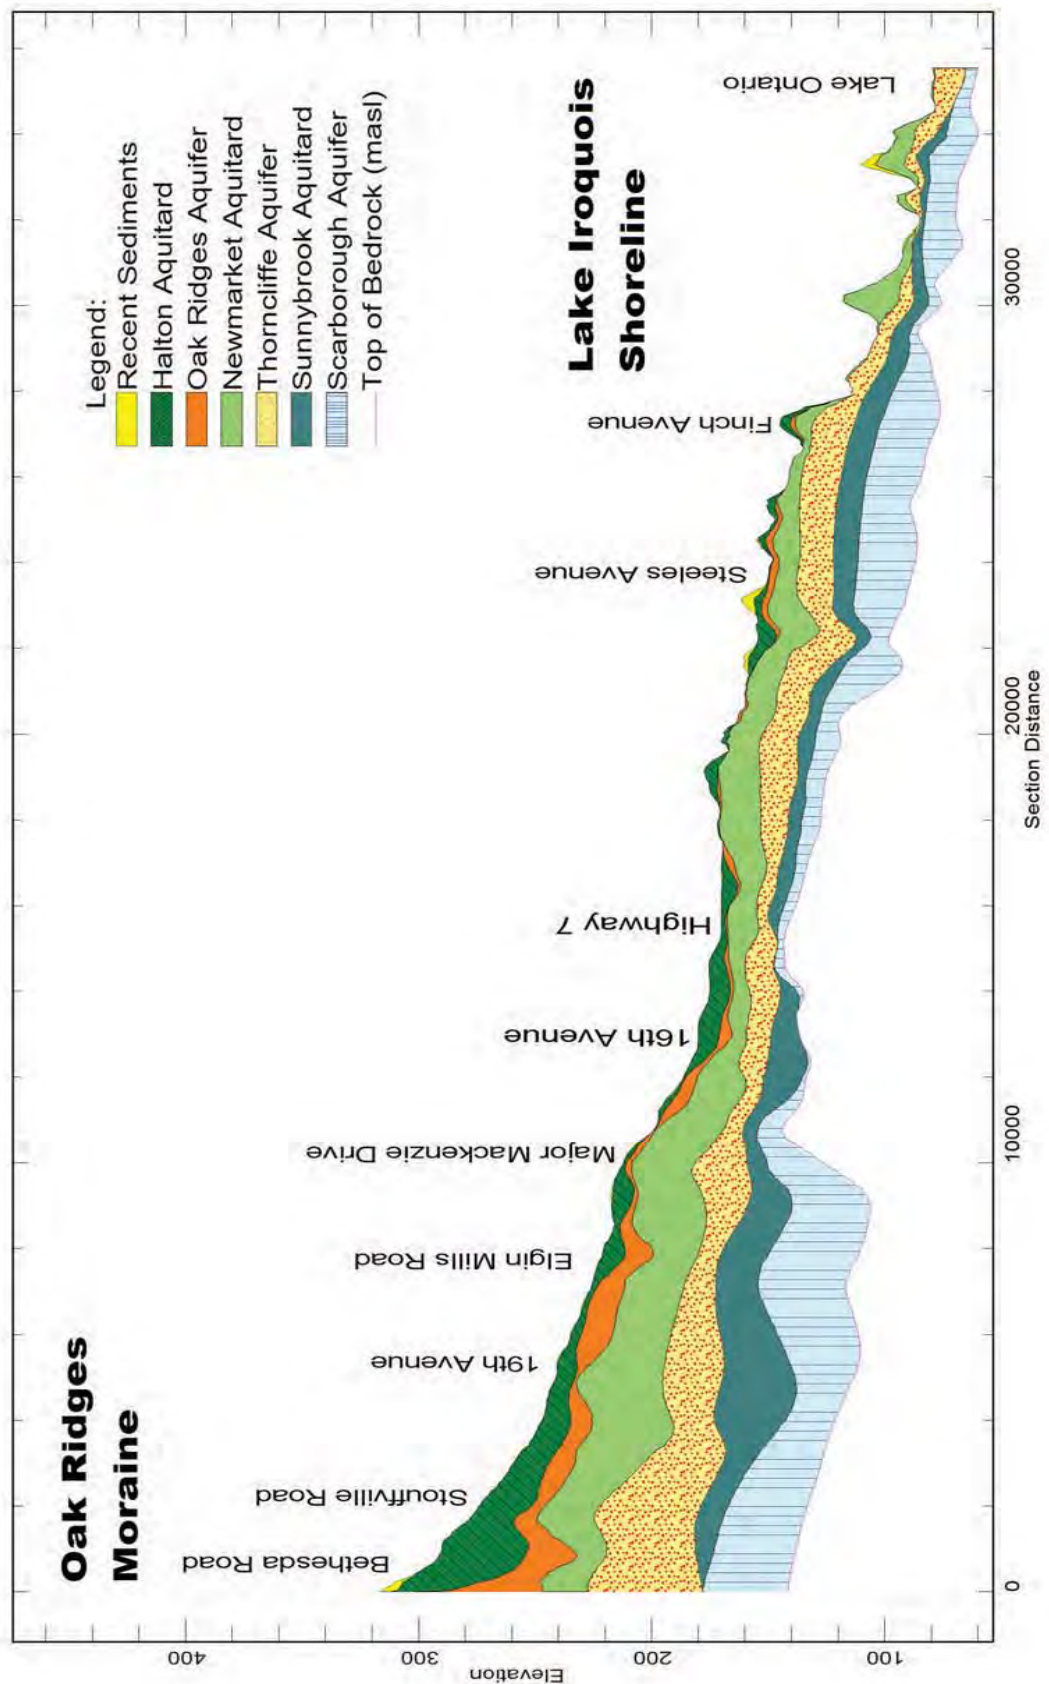 Oak Ridges
Moraine
Lake Iroquois
Shoreline
Legend:
Recent Sediments
Halton Aquitard
Oak Ridges Aquifer
Newmarket Aquitard
Thorncliffe Aquifer
Sunnybrook Aquitard
Scarborough Aquifer
Top of Bedrock (masl)
Bethesda Road
Stouffville Road
19th Avenue
Elgin Mills Road
Major Mackenzie Drive
16th Avenue
Highway 7
Steeles Avenue
Finch Avenue
Lake Ontario
Elevation
400
300
200
100
0
10000
20000
30000
Section Distance